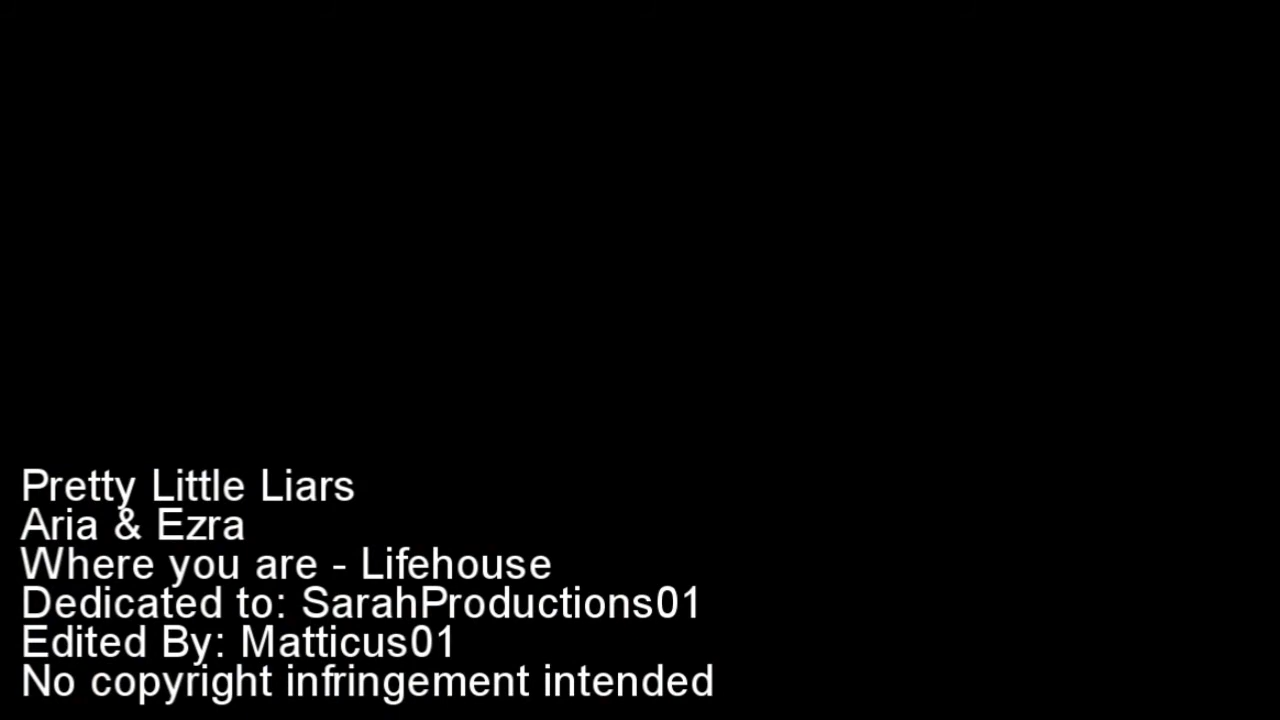 Pretty Little Liars
Aria & Ezra
Where you are - Lifehouse
Dedicated to: SarahProductions01
Edited By: Matticus01
No copyright infringement intended